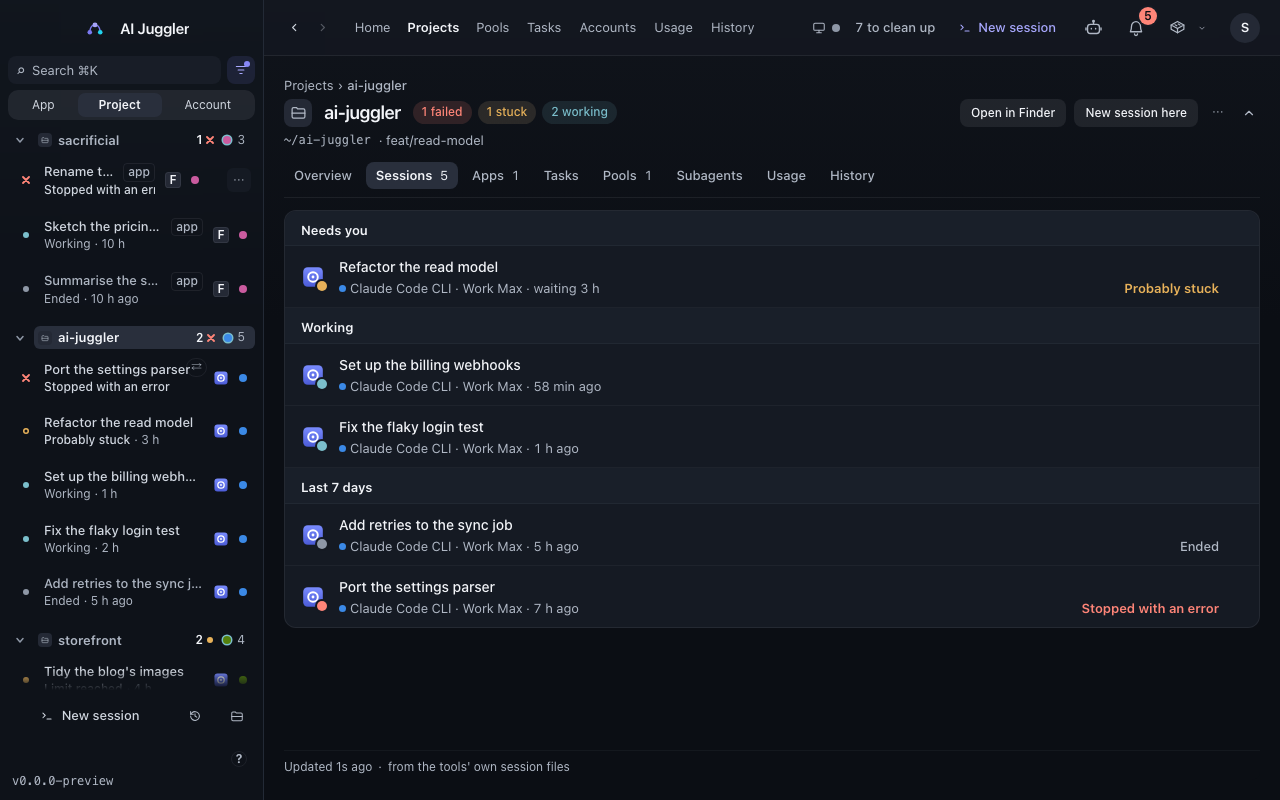 AI Juggler
Search ⌘K
App Project Account
sacrificial 1 3
Rename t... app F
Stopped with an err
Sketch the pricin... app F
Working · 10 h
Summarise the s... app F
Ended · 10 h ago
ai-juggler 2 5
Port the settings parser
Stopped with an error
Refactor the read model
Probably stuck · 3 h
Set up the billing webh...
Working · 1 h
Fix the flaky login test
Working · 2 h
Add retries to the sync j...
Ended · 5 h ago
storefront 2 4
Tidy the blog's images
Limit reached · 4 h
New session
?
v0.0.0-preview
Home Projects Pools Tasks Accounts Usage History
7 to clean up
New session
5
S
Projects › ai-juggler
ai-juggler 1 failed 1 stuck 2 working
Open in Finder New session here ···
~/ai-juggler · feat/read-model
Overview Sessions 5 Apps 1 Tasks Pools 1 Subagents Usage History
Needs you
Refactor the read model
Claude Code CLI · Work Max · waiting 3 h
Probably stuck
Working
Set up the billing webhooks
Claude Code CLI · Work Max · 58 min ago
Fix the flaky login test
Claude Code CLI · Work Max · 1 h ago
Last 7 days
Add retries to the sync job
Claude Code CLI · Work Max · 5 h ago
Ended
Port the settings parser
Claude Code CLI · Work Max · 7 h ago
Stopped with an error
Updated 1s ago · from the tools' own session files